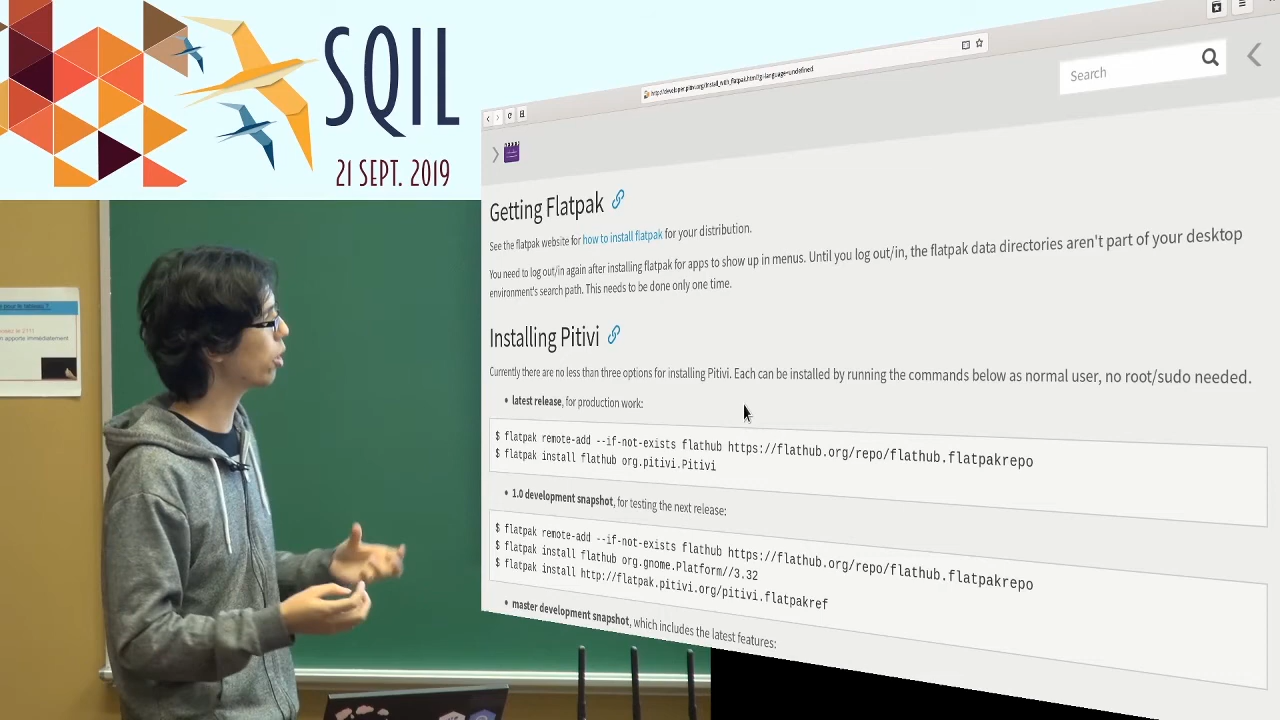 SQIL
21 SEPT. 2019
Search
Getting Flatpak
See the flatpak website for how to install flatpak for your distribution.
You need to log out/in again after installing flatpak for apps to show up in menus. Until you log out/in, the flatpak data directories aren't part of your desktop
environment's search path. This needs to be done only one time.
Installing Pitivi
Currently there are no less than three options for installing Pitivi. Each can be installed by running the commands below as normal user, no root/sudo needed.
• latest release, for production work:
$ flatpak remote-add --if-not-exists flathub https://flathub.org/repo/flathub.flatpakrepo
$ flatpak install flathub org.pitivi.Pitivi
• 1.0 development snapshot, for testing the next release:
$ flatpak remote-add --if-not-exists flathub https://flathub.org/repo/flathub.flatpakrepo
$ flatpak install flathub org.gnome.Platform//3.32
$ flatpak install http://flatpak.pitivi.org/pitivi.flatpakref
• master development snapshot, which includes the latest features: